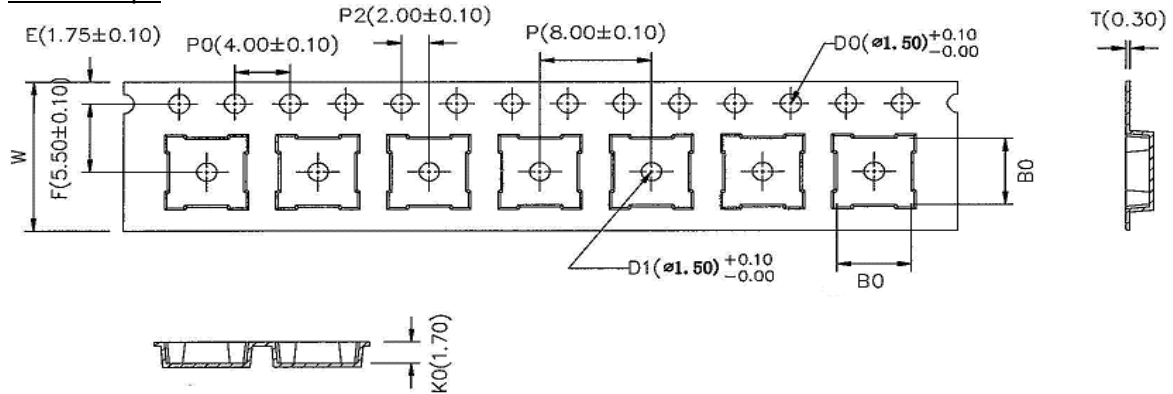 P2(2.00±0.10)
T(0.30)
E(1.75±0.10)
P0(4.00±0.10)
P(8.00±0.10)
D0(ø1.50) +0.10 -0.00
W
F(5.50±0.10)
B0
D1(ø1.50) +0.10 -0.00
B0
K0(1.70)